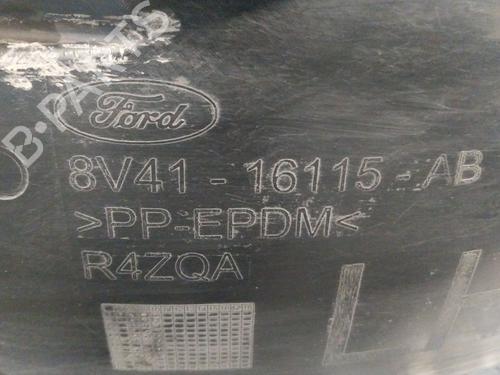 B-PARTS
Ford
8V41-16115-AB
>PP-EPDM<
R4ZQA